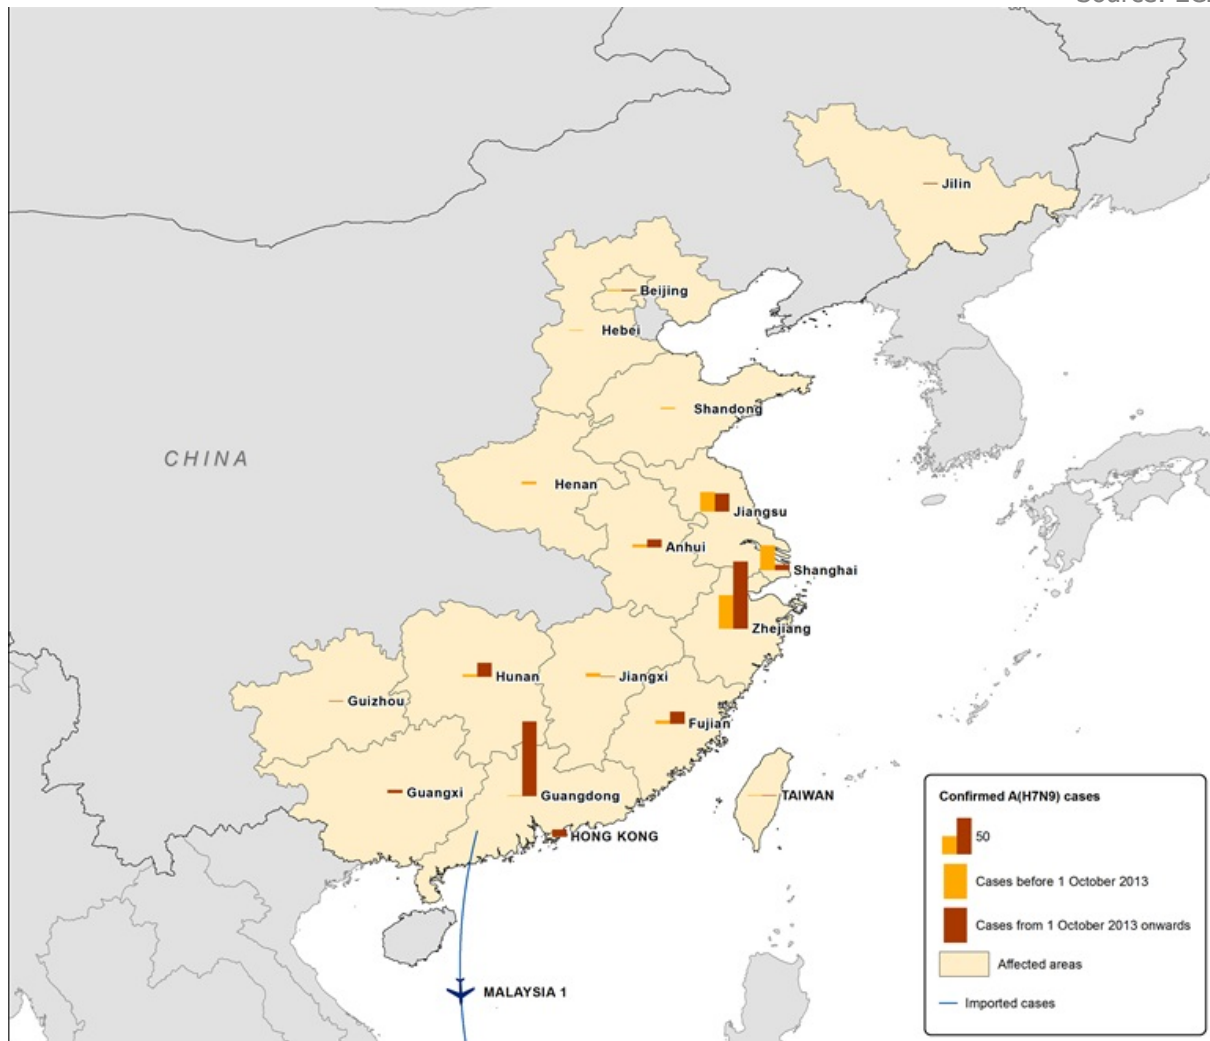 Jilin
Beijing
Hebei
Shandong
CHINA
Henan
Jiangsu
Anhui
Shanghai
Zhejiang
Hunan
Jiangxi
Guizhou
Fujian
Guangxi
Guangdong
TAIWAN
HONG KONG
MALAYSIA 1
Confirmed A(H7N9) cases
50
Cases before 1 October 2013
Cases from 1 October 2013 onwards
Affected areas
Imported cases